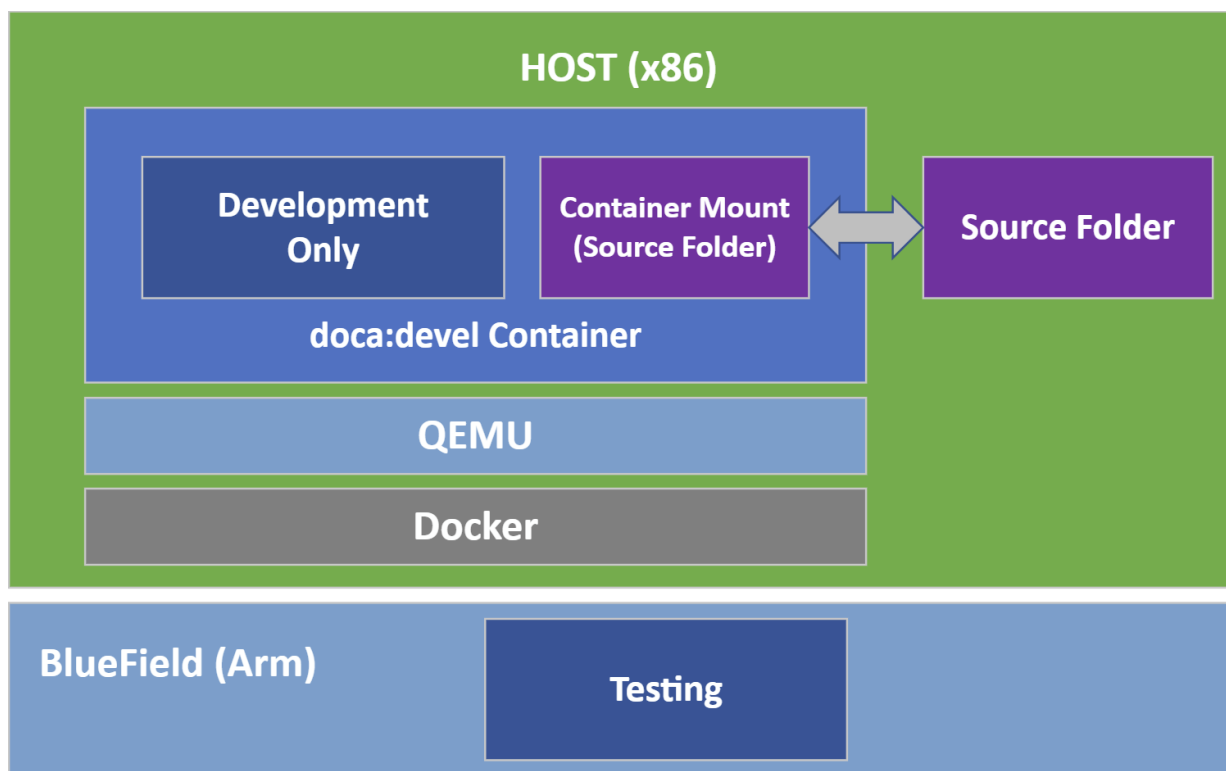 HOST (x86)
Development
Only
Container Mount
(Source Folder)
Source Folder
doca:devel Container
QEMU
Docker
BlueField (Arm)
Testing